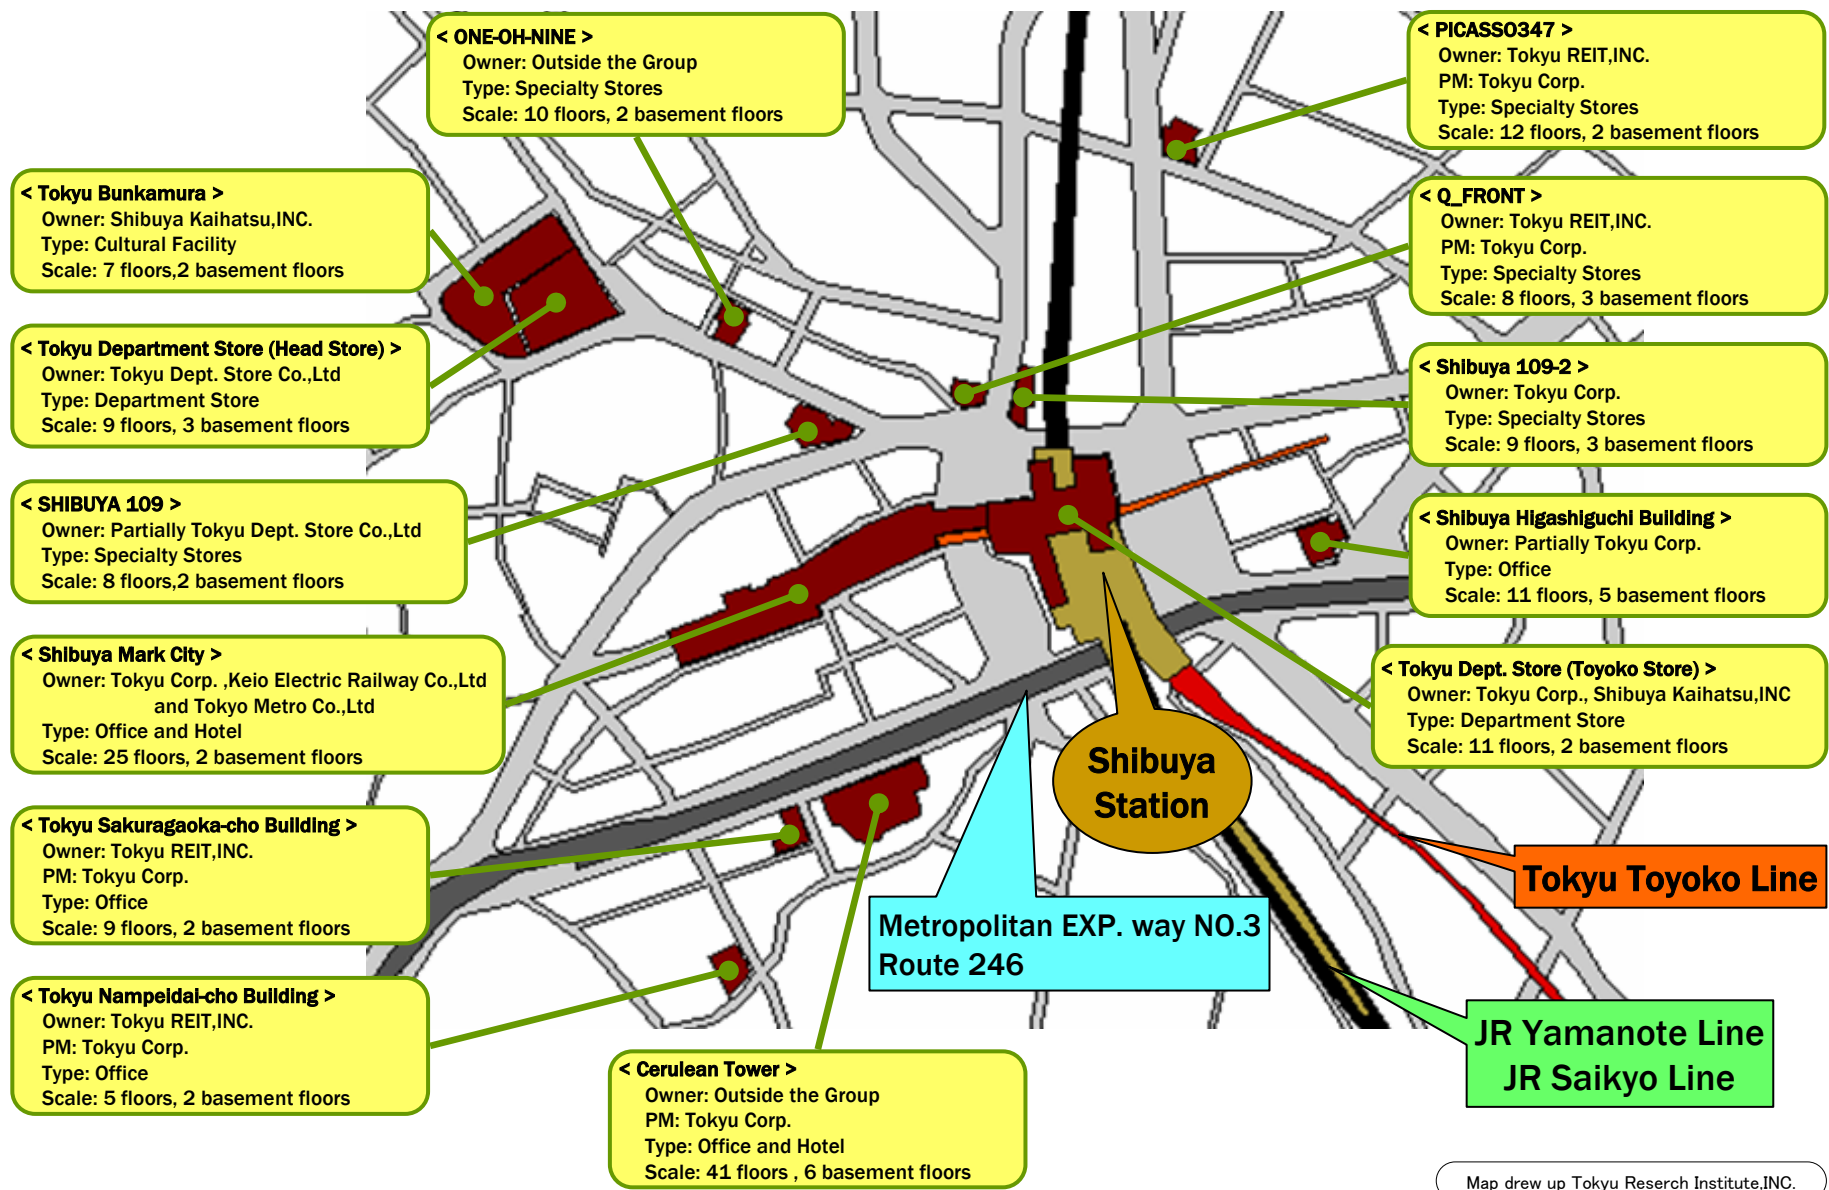 < ONE-OH-NINE >
Owner: Outside the Group
Type: Specialty Stores
Scale: 10 floors, 2 basement floors
< PICASSO347 >
Owner: Tokyu REIT,INC.
PM: Tokyu Corp.
Type: Specialty Stores
Scale: 12 floors, 2 basement floors
< Tokyu Bunkamura >
Owner: Shibuya Kaihatsu,INC.
Type: Cultural Facility
Scale: 7 floors,2 basement floors
< Q_FRONT >
Owner: Tokyu REIT,INC.
PM: Tokyu Corp.
Type: Specialty Stores
Scale: 8 floors, 3 basement floors
< Tokyu Department Store (Head Store) >
Owner: Tokyu Dept. Store Co.,Ltd
Type: Department Store
Scale: 9 floors, 3 basement floors
< Shibuya 109-2 >
Owner: Tokyu Corp.
Type: Specialty Stores
Scale: 9 floors, 3 basement floors
< SHIBUYA 109 >
Owner: Partially Tokyu Dept. Store Co.,Ltd
Type: Specialty Stores
Scale: 8 floors,2 basement floors
< Shibuya Higashiguchi Building >
Owner: Partially Tokyu Corp.
Type: Office
Scale: 11 floors, 5 basement floors
< Shibuya Mark City >
Owner: Tokyu Corp. ,Keio Electric Railway Co.,Ltd
and Tokyo Metro Co.,Ltd
Type: Office and Hotel
Scale: 25 floors, 2 basement floors
< Tokyu Dept. Store (Toyoko Store) >
Owner: Tokyu Corp., Shibuya Kaihatsu,INC
Type: Department Store
Scale: 11 floors, 2 basement floors
Shibuya
Station
< Tokyu Sakuragaoka-cho Building >
Owner: Tokyu REIT,INC.
PM: Tokyu Corp.
Type: Office
Scale: 9 floors, 2 basement floors
Tokyu Toyoko Line
Metropolitan EXP. way NO.3
Route 246
< Tokyu Nampeidai-cho Building >
Owner: Tokyu REIT,INC.
PM: Tokyu Corp.
Type: Office
Scale: 5 floors, 2 basement floors
JR Yamanote Line
JR Saikyo Line
< Cerulean Tower >
Owner: Outside the Group
PM: Tokyu Corp.
Type: Office and Hotel
Scale: 41 floors , 6 basement floors
Map drew up Tokyu Reserch Institute,INC.